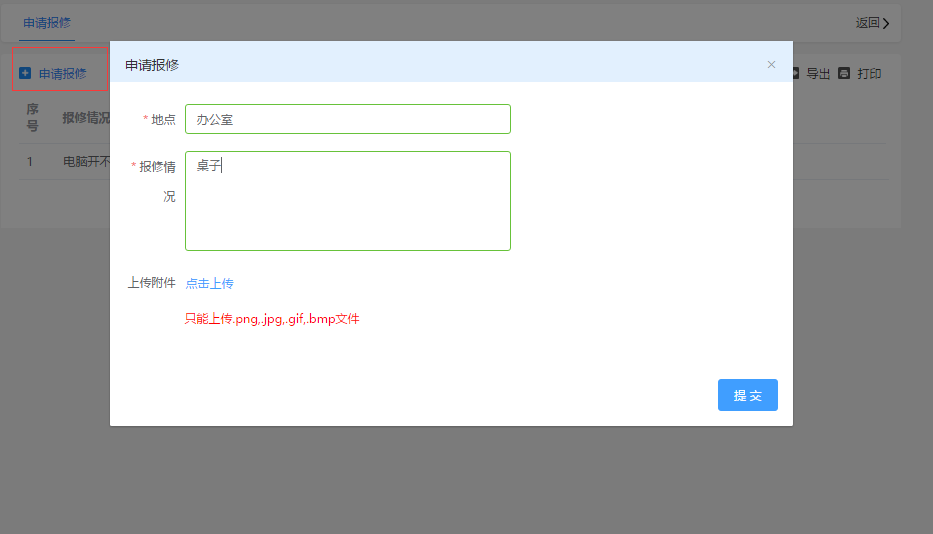 申请报修
返回
申请报修
导出 打印
申请报修
序号 报修情况
1 电脑开不
* 地点 办公室
* 报修情况 桌子
上传附件 点击上传
只能上传.png,.jpg,.gif,.bmp文件
提 交